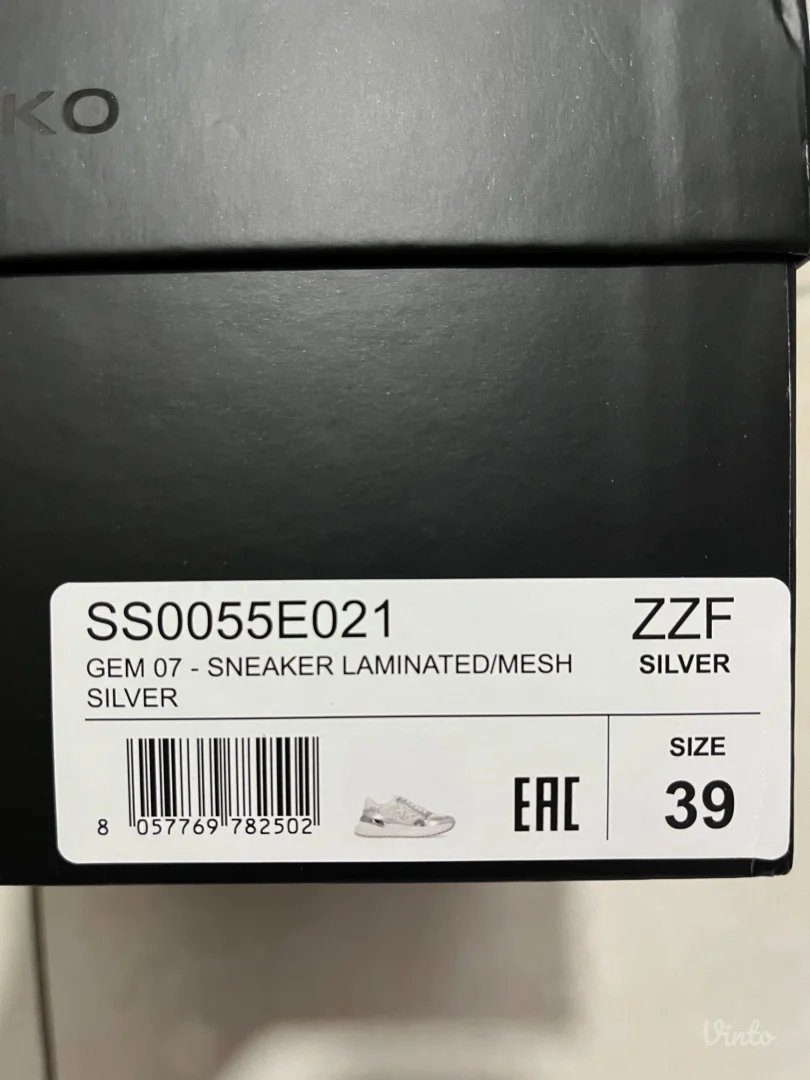 KO
SS0055E021
ZZF
GEM 07 - SNEAKER LAMINATED/MESH
SILVER
SILVER
SIZE
39
8 057769 782502
EAC
Vinto